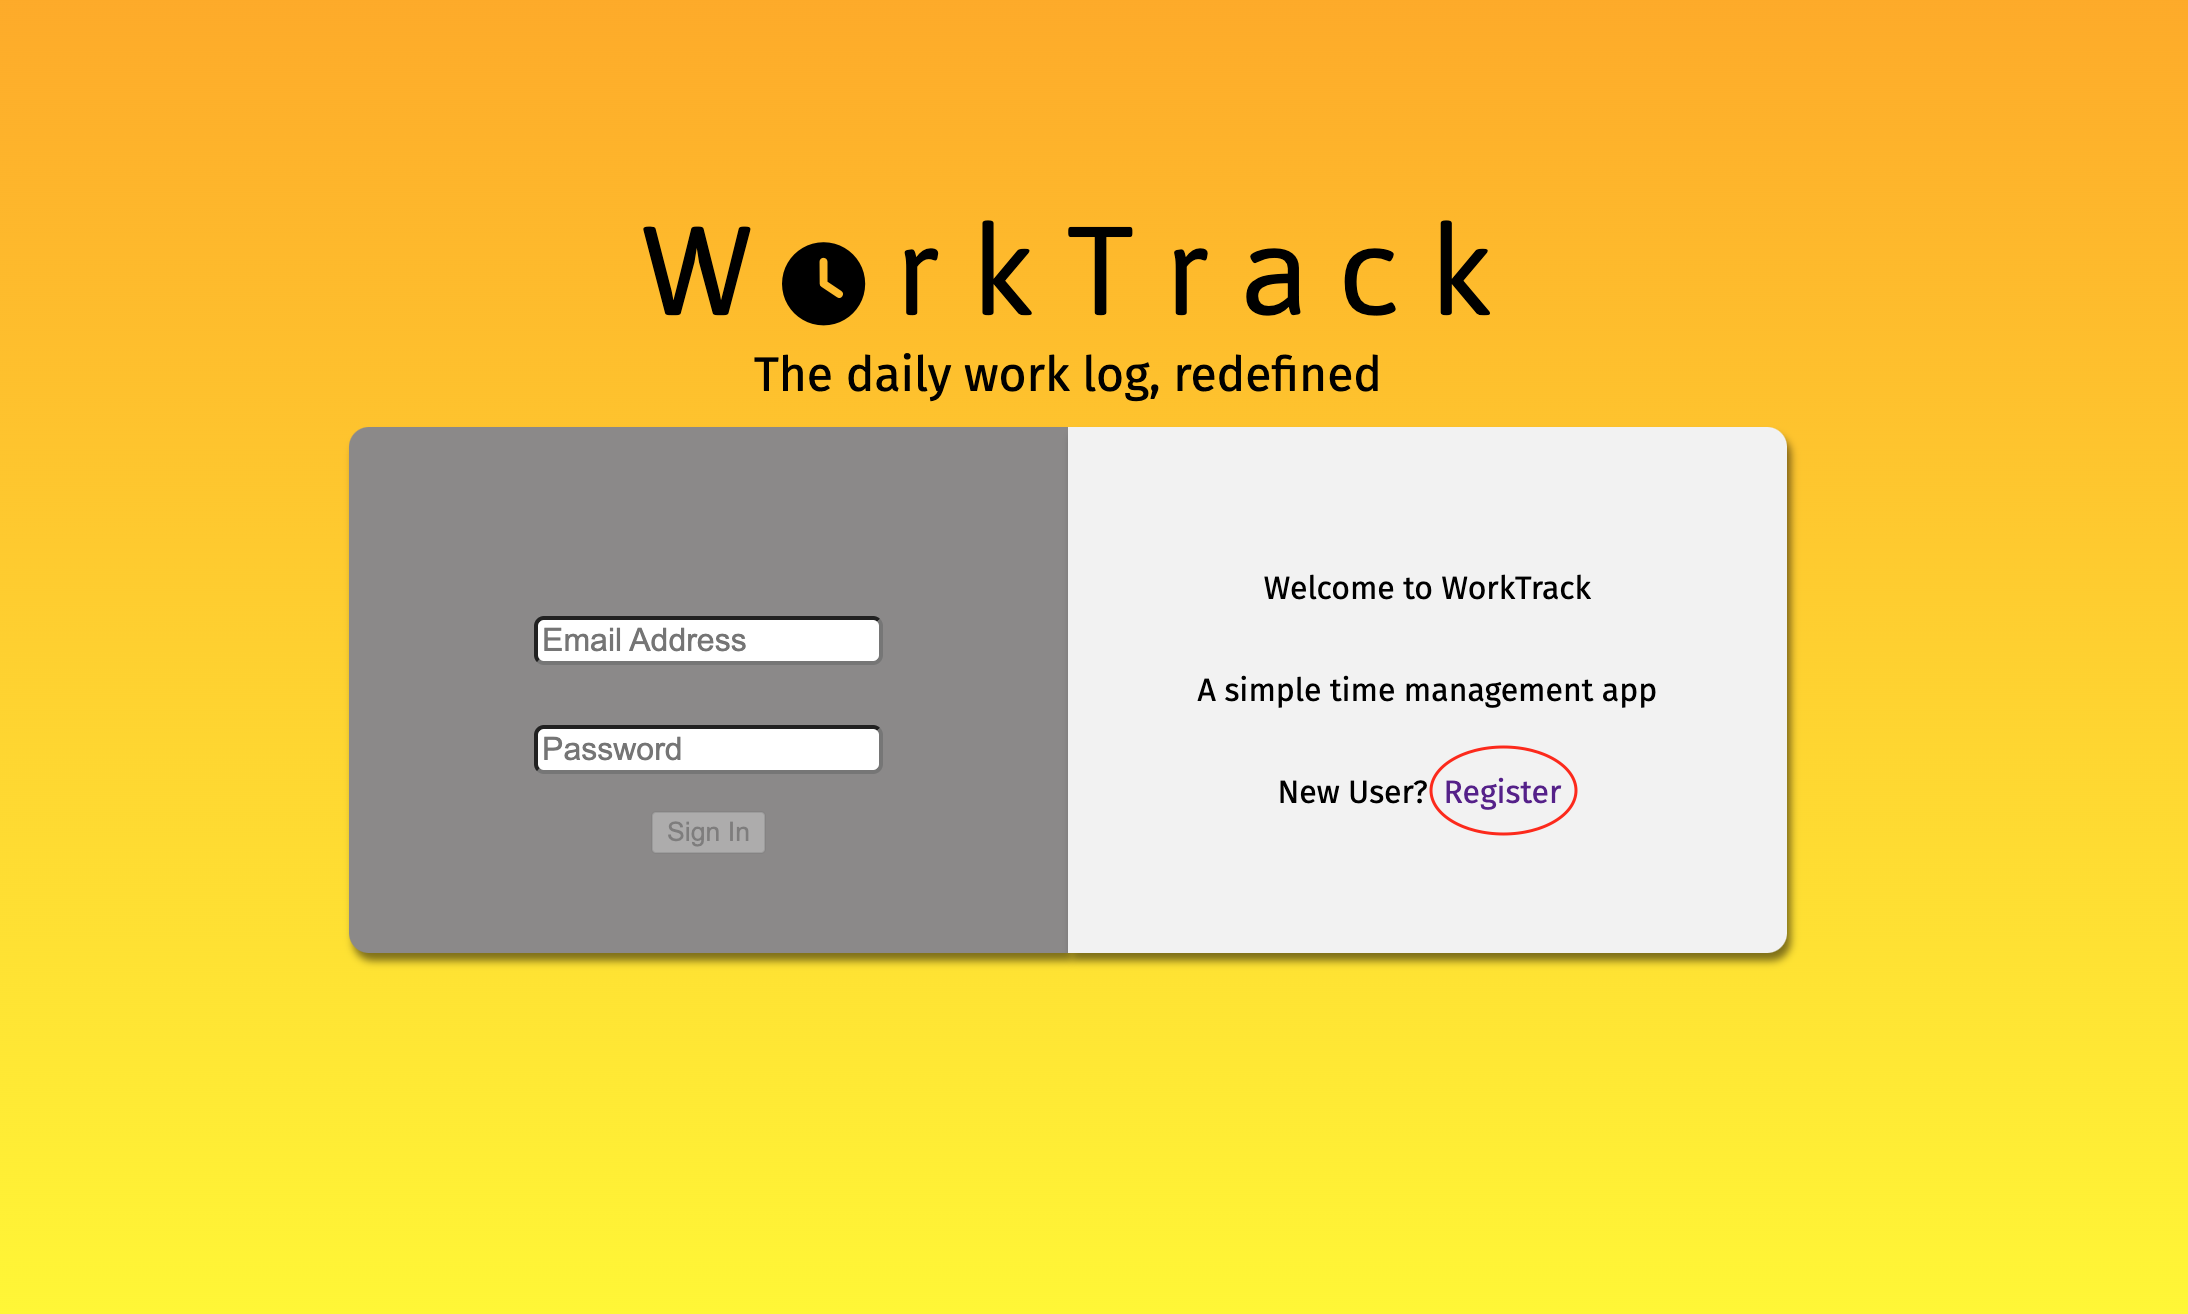 WorkTrack
The daily work log, redefined
Email Address
Password
Sign In
Welcome to WorkTrack
A simple time management app
New User? Register